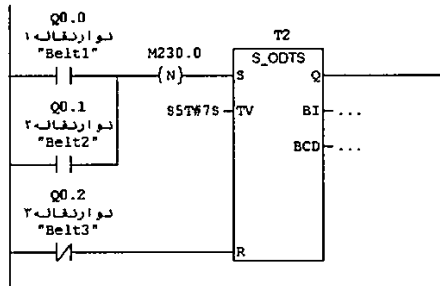 Q0.0
نوارنقاله۱
"Belt1"
M230.0
(N)
T2
S_ODTS
S
Q
S5T#7S
TV
BI
...
BCD
...
R
Q0.1
نوارنقاله۲
"Belt2"
Q0.2
نوارنقاله۳
"Belt3"